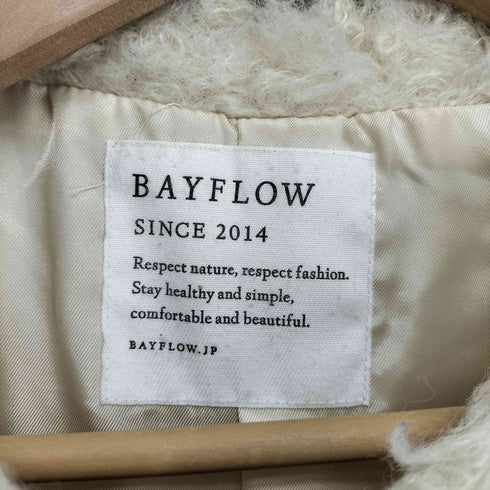 BAYFLOW
SINCE 2014
Respect nature, respect fashion.
Stay healthy and simple,
comfortable and beautiful.
BAYFLOW.JP